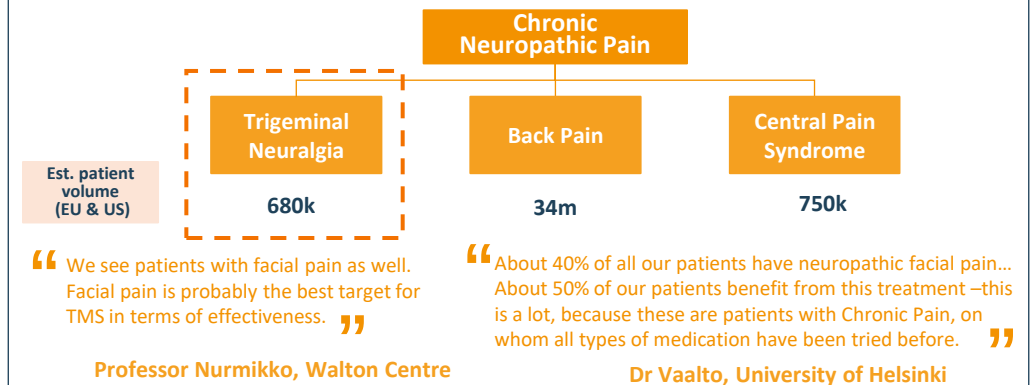 Chronic
Neuropathic Pain
Trigeminal
Neuralgia
Back Pain
Central Pain
Syndrome
Est. patient
volume
(EU & US)
680k
34m
750k
“ We see patients with facial pain as well.
Facial pain is probably the best target for
TMS in terms of effectiveness. ”
Professor Nurmikko, Walton Centre
“ About 40% of all our patients have neuropathic facial pain…
About 50% of our patients benefit from this treatment –this
is a lot, because these are patients with Chronic Pain, on
whom all types of medication have been tried before. ”
Dr Vaalto, University of Helsinki